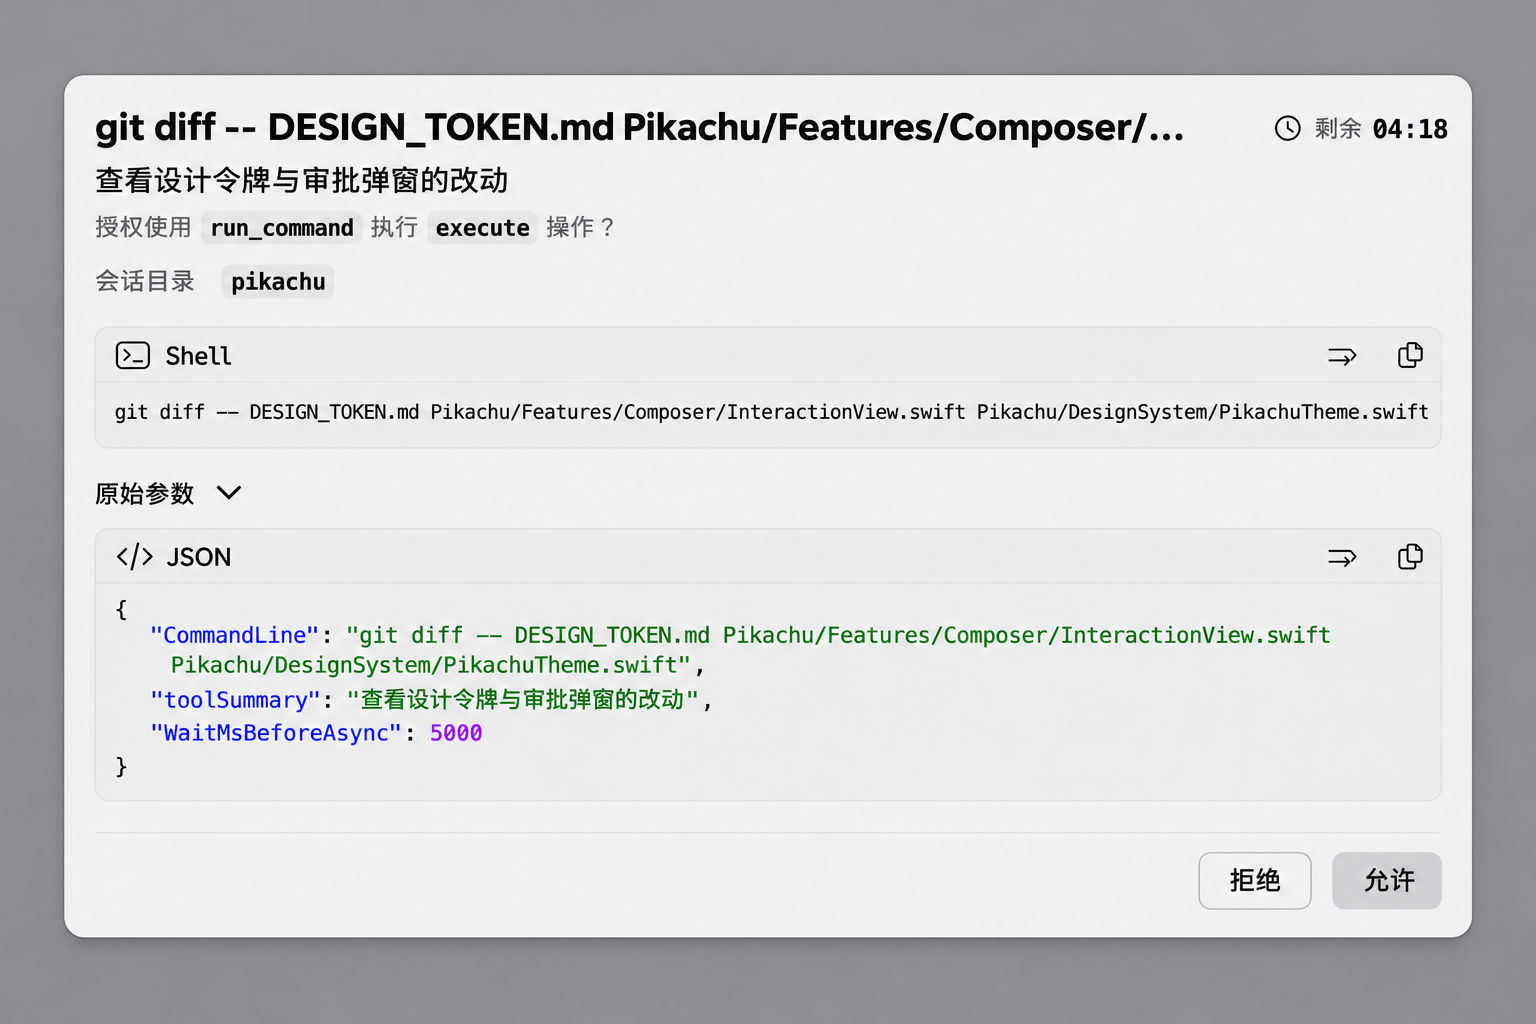 git diff -- DESIGN_TOKEN.md Pikachu/Features/Composer/...
剩余 04:18
查看设计令牌与审批弹窗的改动
授权使用 run_command 执行 execute 操作？
会话目录 pikachu
Shell
git diff -- DESIGN_TOKEN.md Pikachu/Features/Composer/InteractionView.swift Pikachu/DesignSystem/PikachuTheme.swift
原始参数
</> JSON
{
"CommandLine": "git diff -- DESIGN_TOKEN.md Pikachu/Features/Composer/InteractionView.swift
Pikachu/DesignSystem/PikachuTheme.swift",
"toolSummary": "查看设计令牌与审批弹窗的改动",
"WaitMsBeforeAsync": 5000
}
拒绝
允许